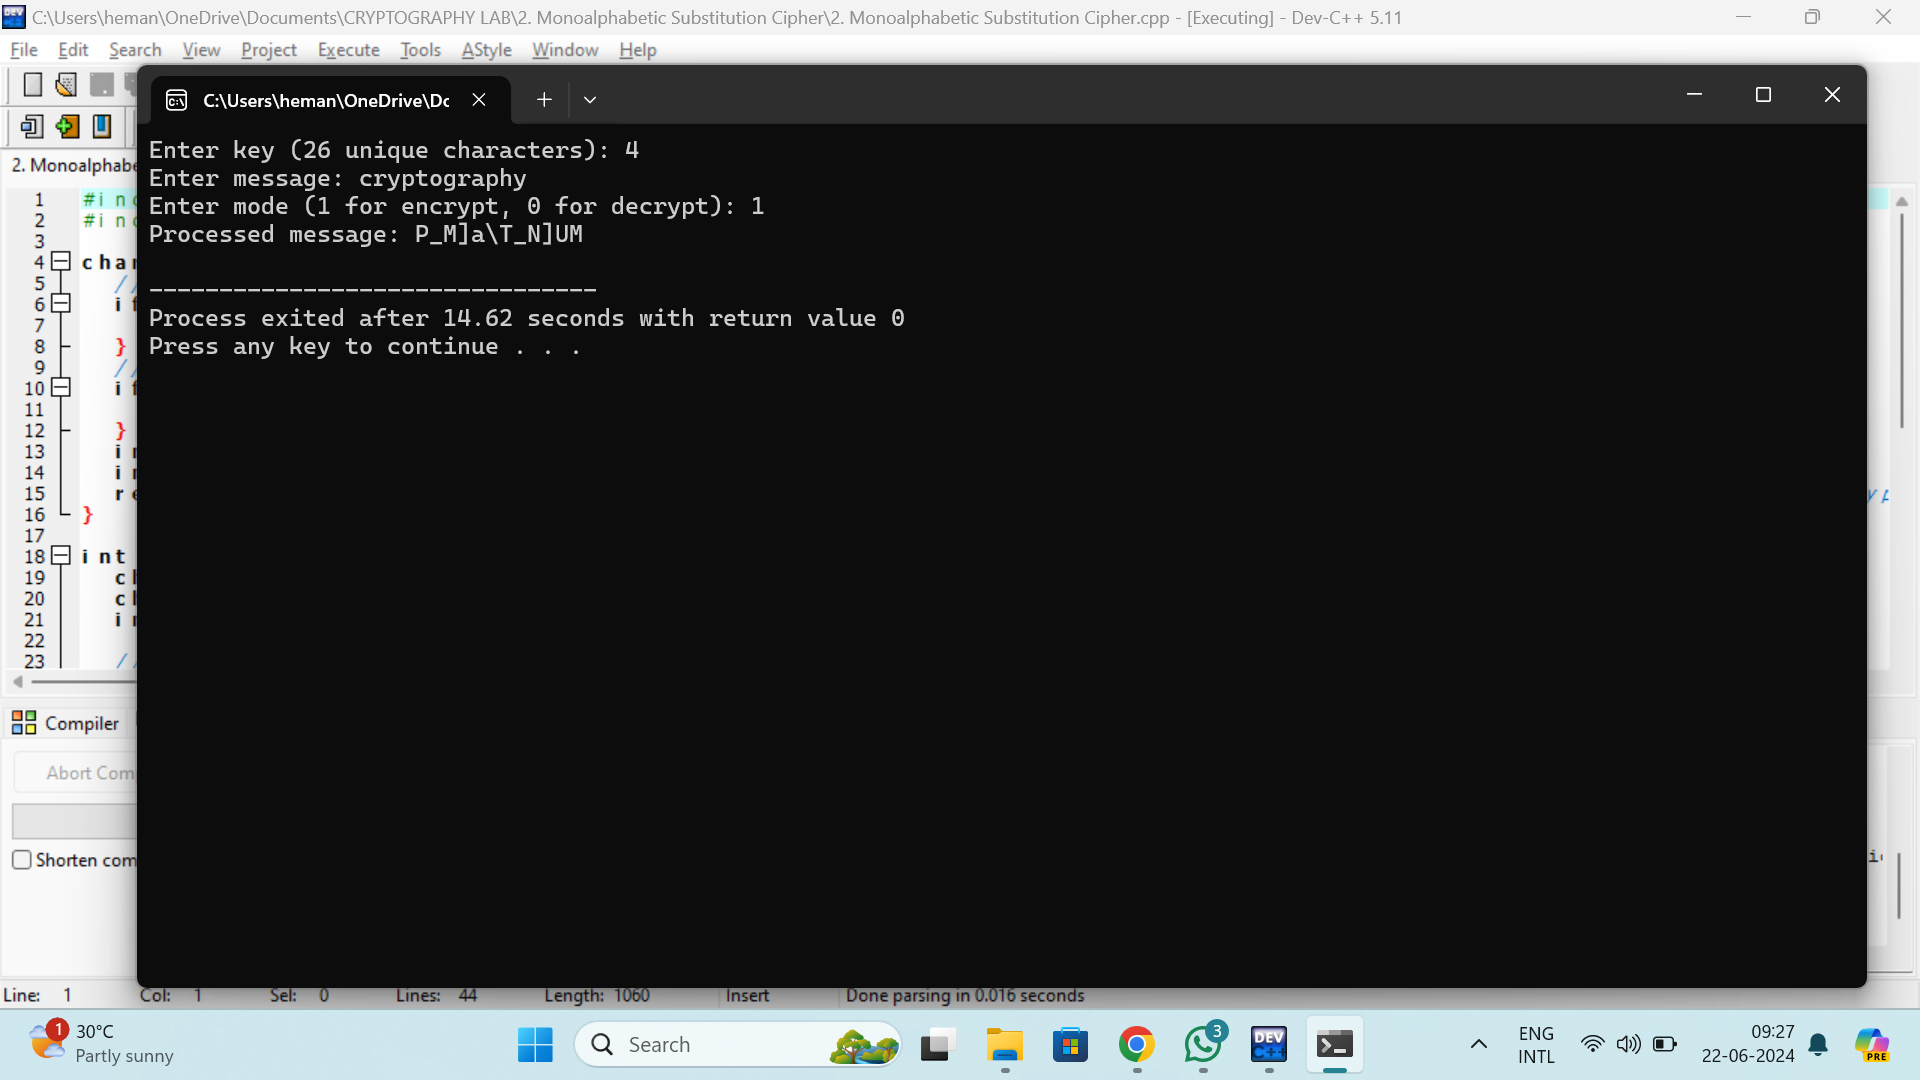 C:\Users\heman\OneDrive\Documents\CRYPTOGRAPHY LAB\2. Monoalphabetic Substitution Cipher\2. Monoalphabetic Substitution Cipher.cpp - [Executing] - Dev-C++ 5.11
File Edit Search View Project Execute Tools AStyle Window Help
C:\Users\heman\OneDrive\Dc
Enter key (26 unique characters): 4
Enter message: cryptography
Enter mode (1 for encrypt, 0 for decrypt): 1
Processed message: P_M]a\T_N]UM
--------------------------------
Process exited after 14.62 seconds with return value 0
Press any key to continue . . .
2. Monoalphabe
1 #inc
2 #inc
3
4 char
5 //
6 if
7
8 }
9 //
10 if
11
12 }
13 in
14 in
15 re
16 }
17
18 int
19 ch
20 ch
21 in
22
23 //
Compiler
Abort Com
Shorten com
Line: 1 Col: 1 Sel: 0 Lines: 44 Length: 1060 Insert Done parsing in 0.016 seconds
1 30°C
Partly sunny
Search
3
DEV C++
ENG
INTL
09:27
22-06-2024
PRE